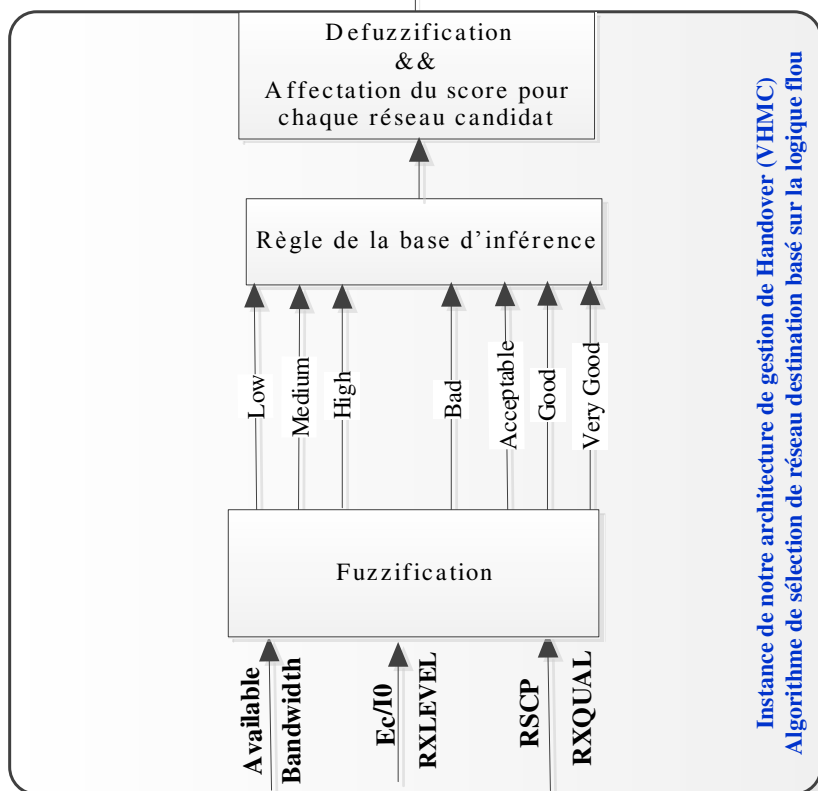 Defuzzification
&&
Affectation du score pour
chaque réseau candidat
Règle de la base d’inférence
Low
Medium
High
Bad
Acceptable
Good
Very Good
Fuzzification
Available
Bandwidth
Ec/I0
RXLEVEL
RSCP
RXQUAL
Instance de notre architecture de gestion de Handover (VHMC)
Algorithme de sélection de réseau destination basé sur la logique flou